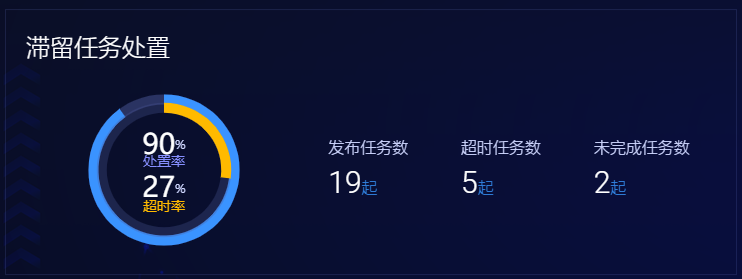 滞留任务处置
90%
处置率
27%
超时率
发布任务数
19起
超时任务数
5起
未完成任务数
2起